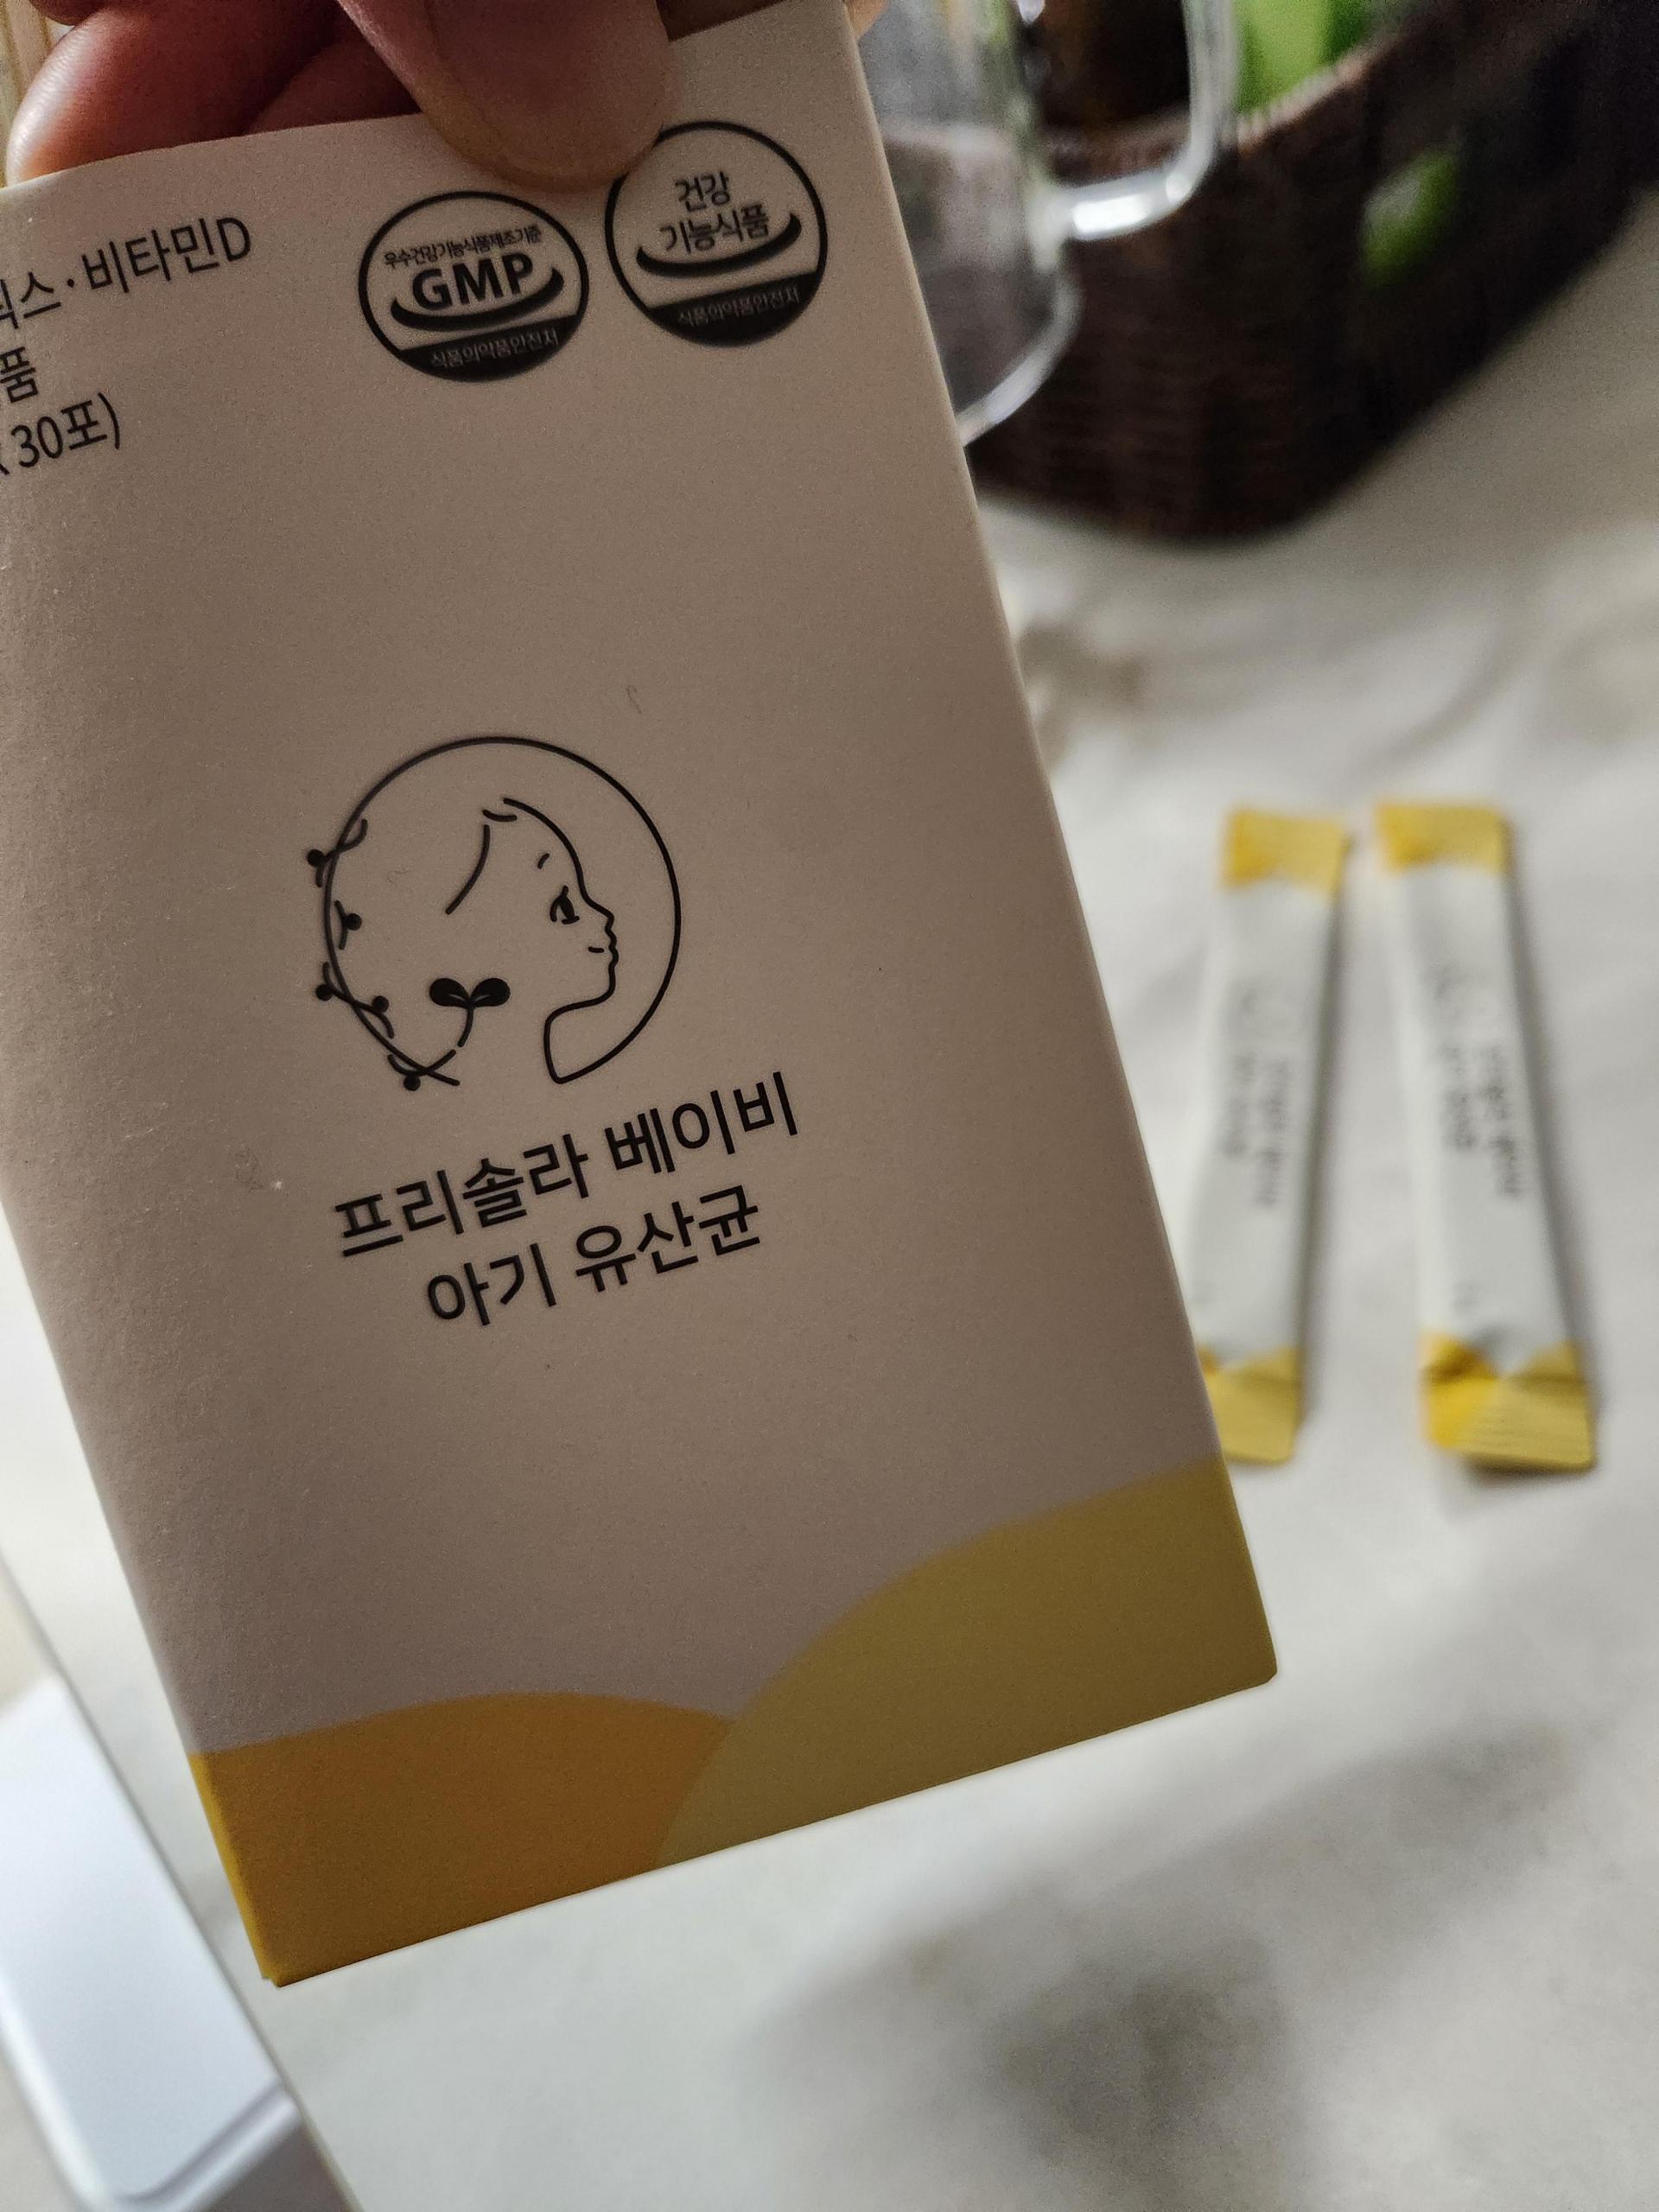 스·비타민D
품
30포)
우수건강기능식품제조기준
GMP
식품의약품안전처
건강
기능식품
식품의약품안전처
프리솔라 베이비
아기 유산균